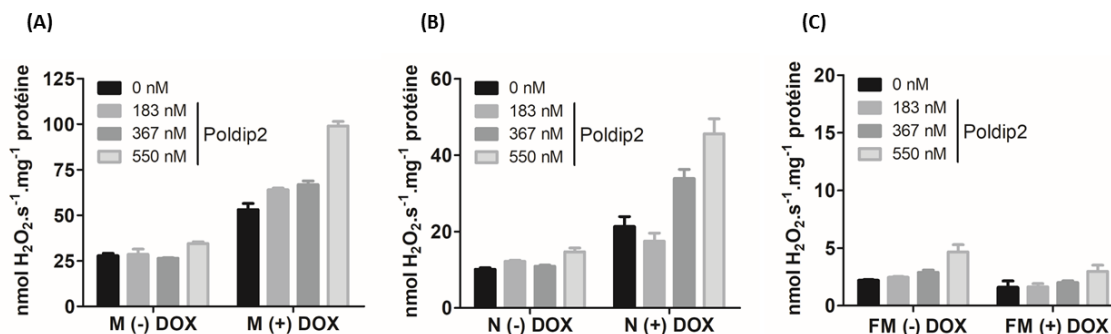 (A)
nmol H₂O₂.s⁻¹.mg⁻¹ protéine
125
100
75
50
25
0
0 nM
183 nM
367 nM
550 nM
Poldip2
M (-) DOX
M (+) DOX
(B)
nmol H₂O₂.s⁻¹.mg⁻¹ protéine
60
40
20
0
0 nM
183 nM
367 nM
550 nM
Poldip2
N (-) DOX
N (+) DOX
(C)
nmol H₂O₂.s⁻¹.mg⁻¹ protéine
20
15
10
5
0
0 nM
183 nM
367 nM
550 nM
Poldip2
FM (-) DOX
FM (+) DOX